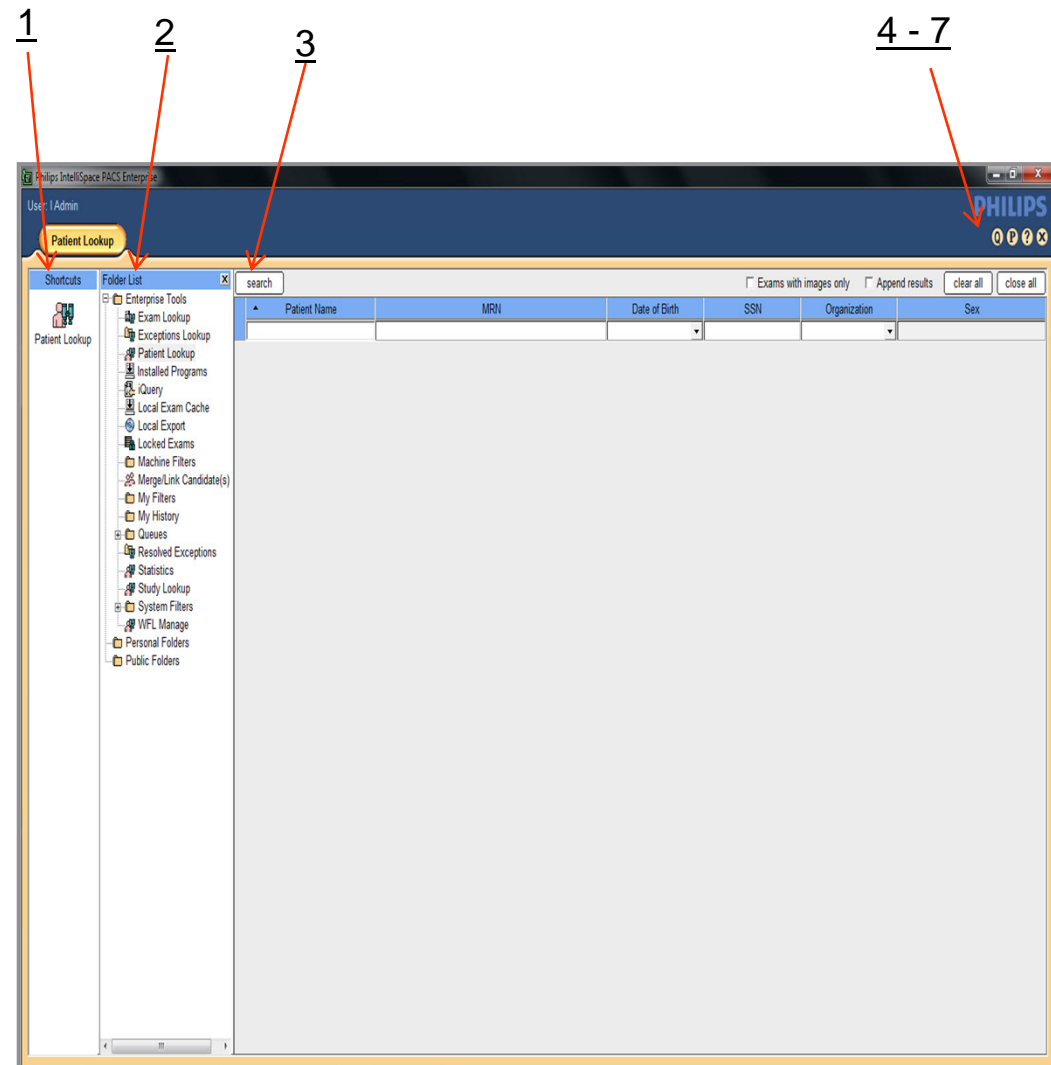 1
2
3
4 - 7
Philips IntelliSpace PACS Enterprise
User: I Admin
PHILIPS
Patient Lookup
Q P ? X
Shortcuts
Patient Lookup
Folder List
Enterprise Tools
Exam Lookup
Exceptions Lookup
Patient Lookup
Installed Programs
iQuery
Local Exam Cache
Local Export
Locked Exams
Machine Filters
Merge/Link Candidate(s)
My Filters
My History
Queues
Resolved Exceptions
Statistics
Study Lookup
System Filters
WFL Manage
Personal Folders
Public Folders
search Exams with images only Append results clear all close all
Patient Name MRN Date of Birth SSN Organization Sex